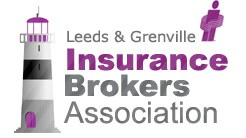 Leeds & Grenville
Insurance
Brokers
Association